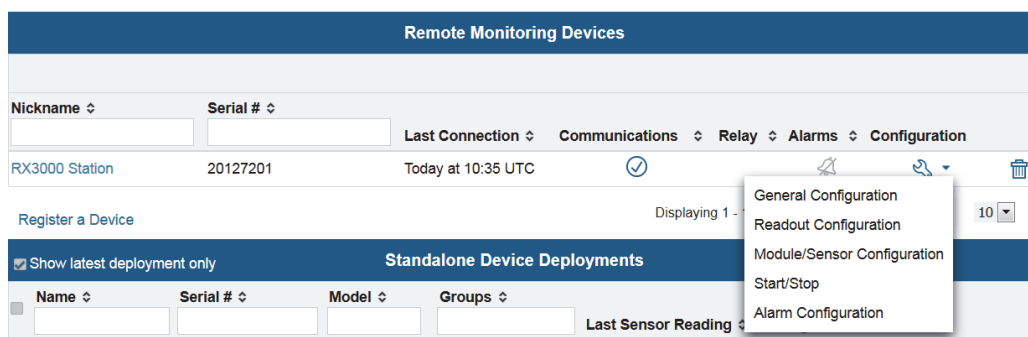 Remote Monitoring Devices
Nickname Serial #
Last Connection Communications Relay Alarms Configuration
RX3000 Station 20127201 Today at 10:35 UTC
General Configuration
Register a Device Displaying 1 - 10
Readout Configuration
Module/Sensor Configuration
Show latest deployment only Standalone Device Deployments
Start/Stop
Name Serial # Model Groups
Alarm Configuration
Last Sensor Reading